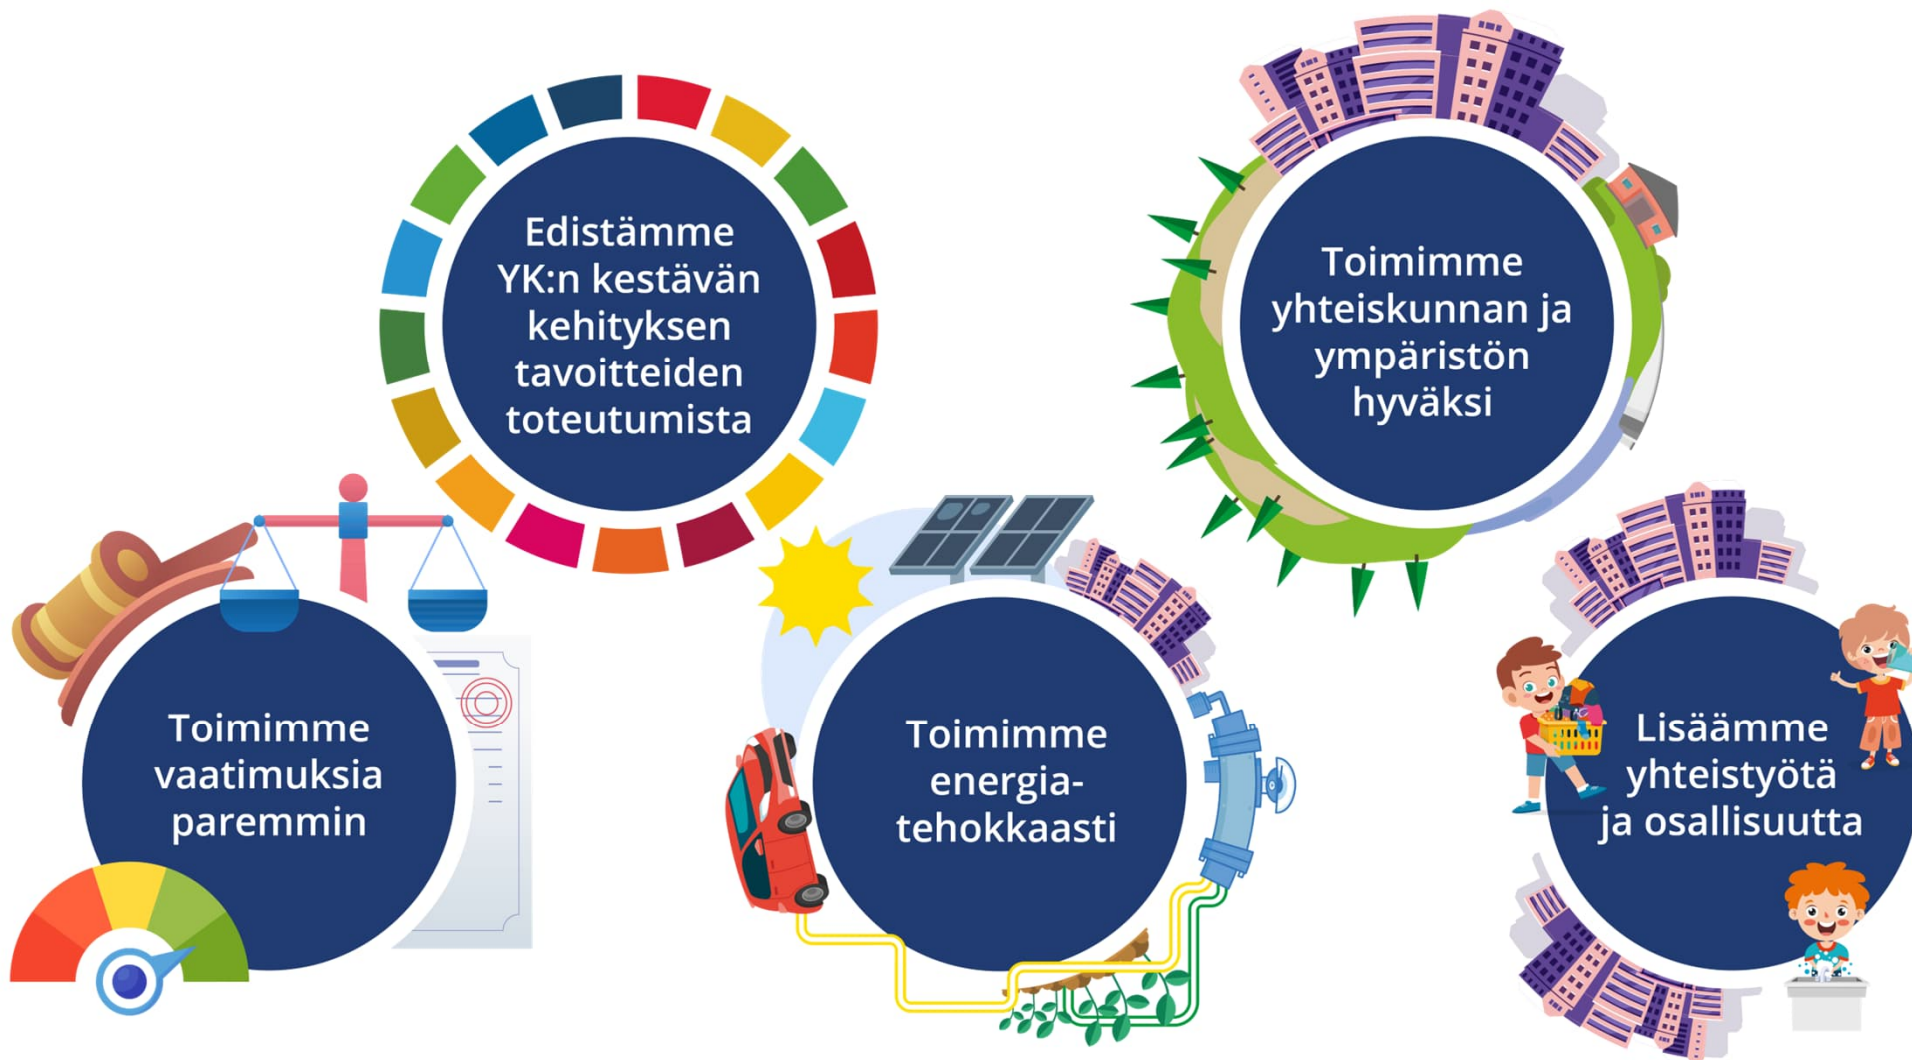 Edistämme
YK:n kestävän
kehityksen
tavoitteiden
toteutumista
Toimimme
yhteiskunnan ja
ympäristön
hyväksi
Toimimme
vaatimuksia
paremmin
Toimimme
energia-
tehokkaasti
Lisäämme
yhteistyötä
ja osallisuutta